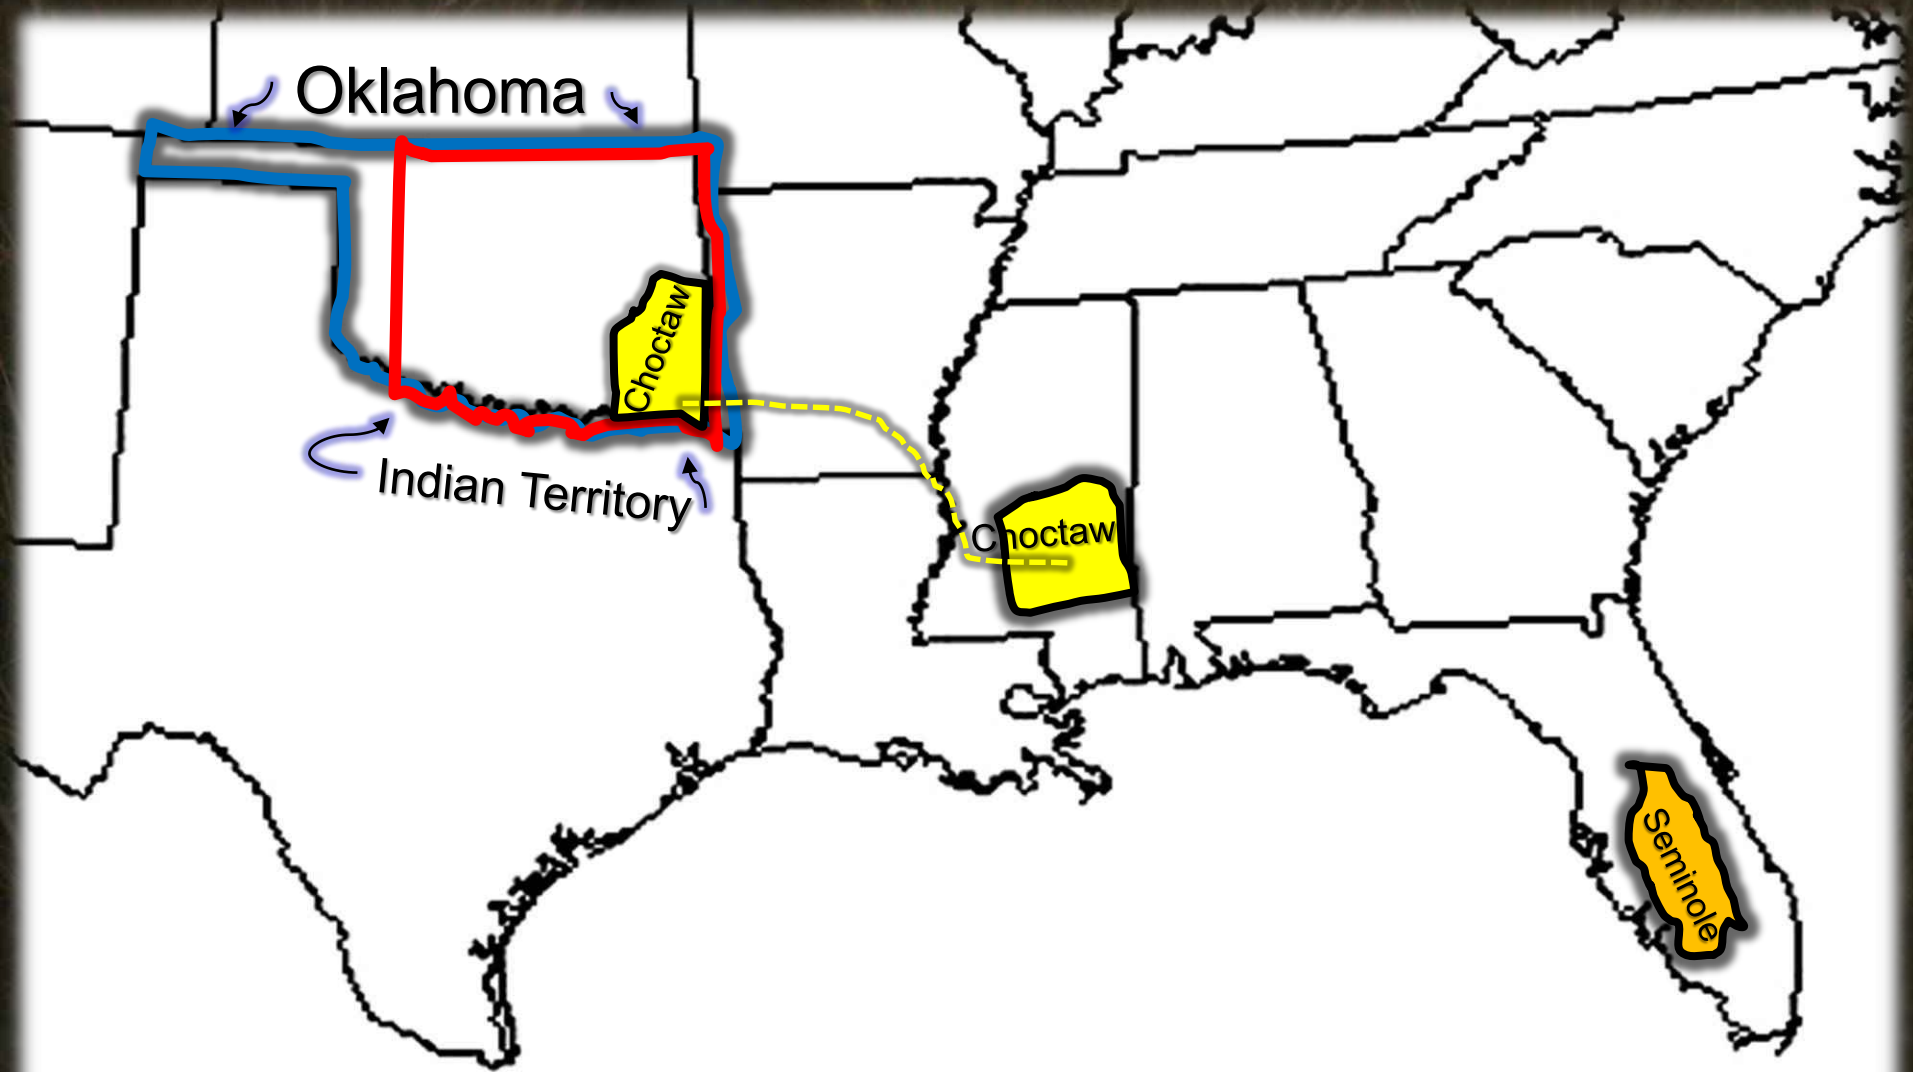 Oklahoma
Choctaw
Indian Territory
Choctaw
Seminole